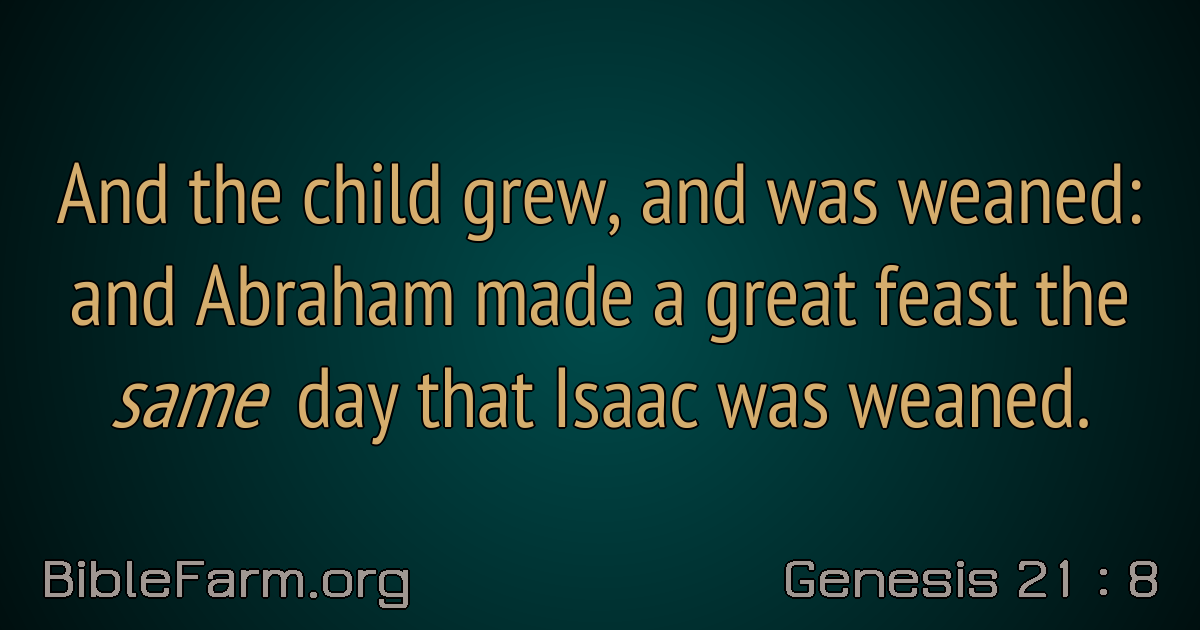 And the child grew, and was weaned:
and Abraham made a great feast the
same day that Isaac was weaned.
BibleFarm.org
Genesis 21 : 8